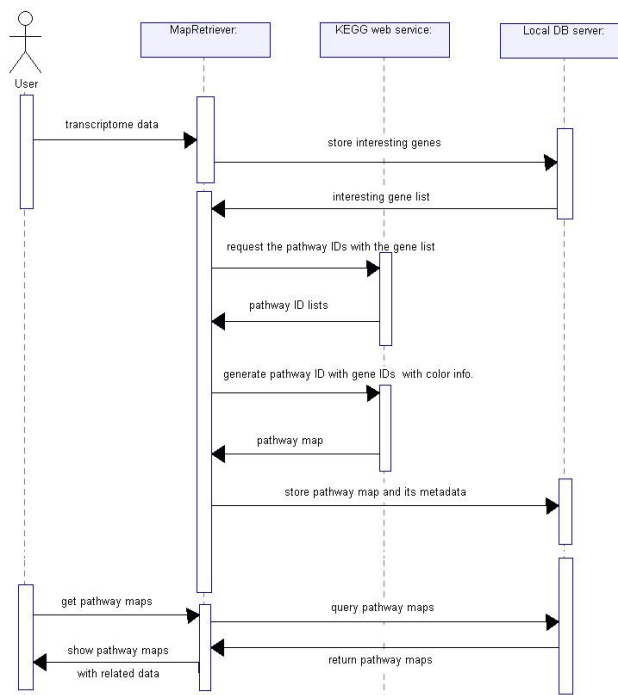 MapRetriever:
KEGG web service:
Local DB server:
User
transcriptome data
store interesting genes
interesting gene list
request the pathway IDs with the gene list
pathway ID lists
generate pathway ID with gene IDs with color info.
pathway map
store pathway map and its metadata
get pathway maps
query pathway maps
show pathway maps
with related data
return pathway maps